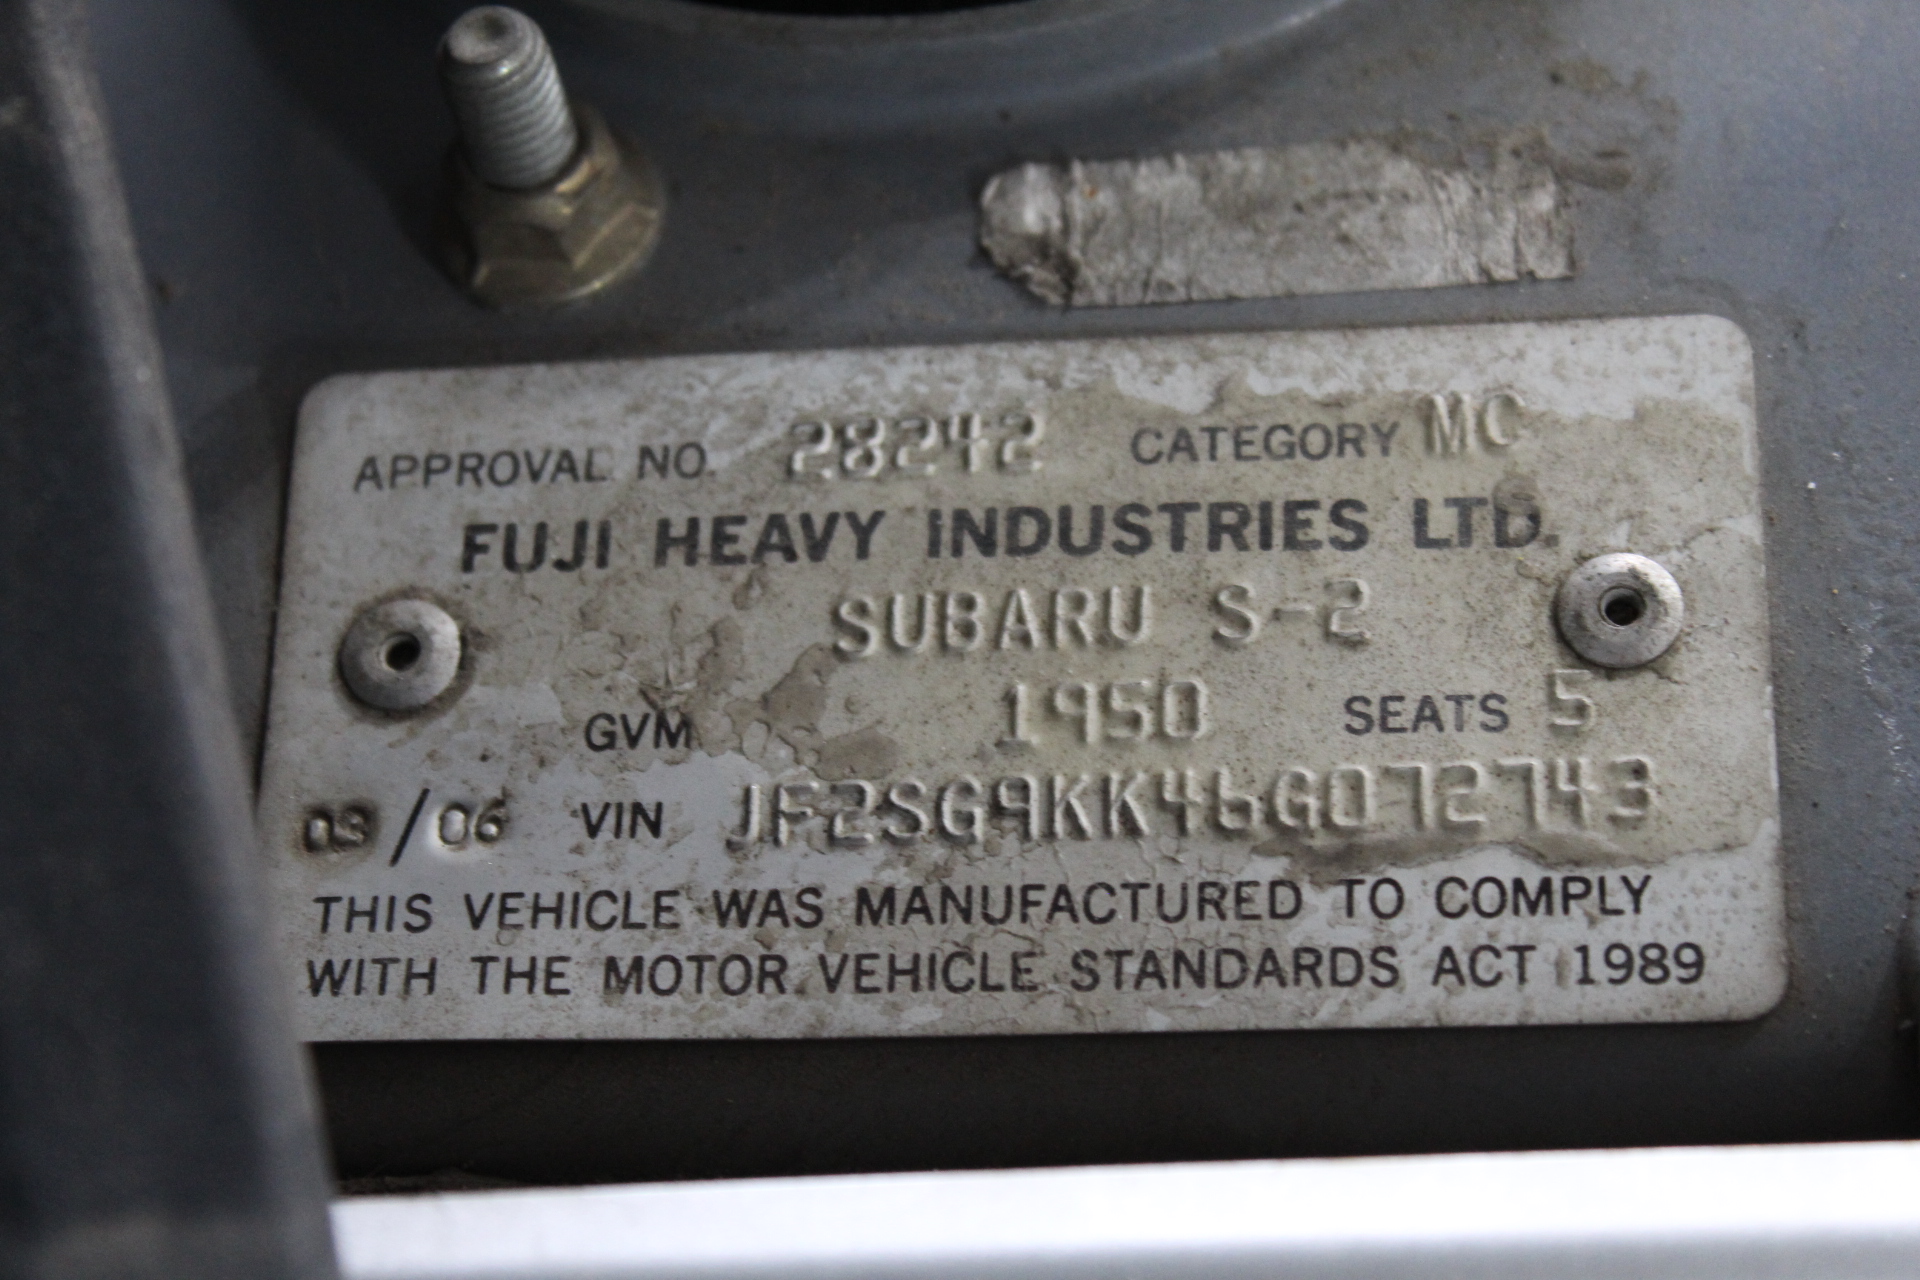 APPROVAL NO. 28242 CATEGORY MC
FUJI HEAVY INDUSTRIES LTD.
SUBARU S-2
GVM 1950 SEATS 5
03/06 VIN JF2SG9KK46G072743
THIS VEHICLE WAS MANUFACTURED TO COMPLY
WITH THE MOTOR VEHICLE STANDARDS ACT 1989